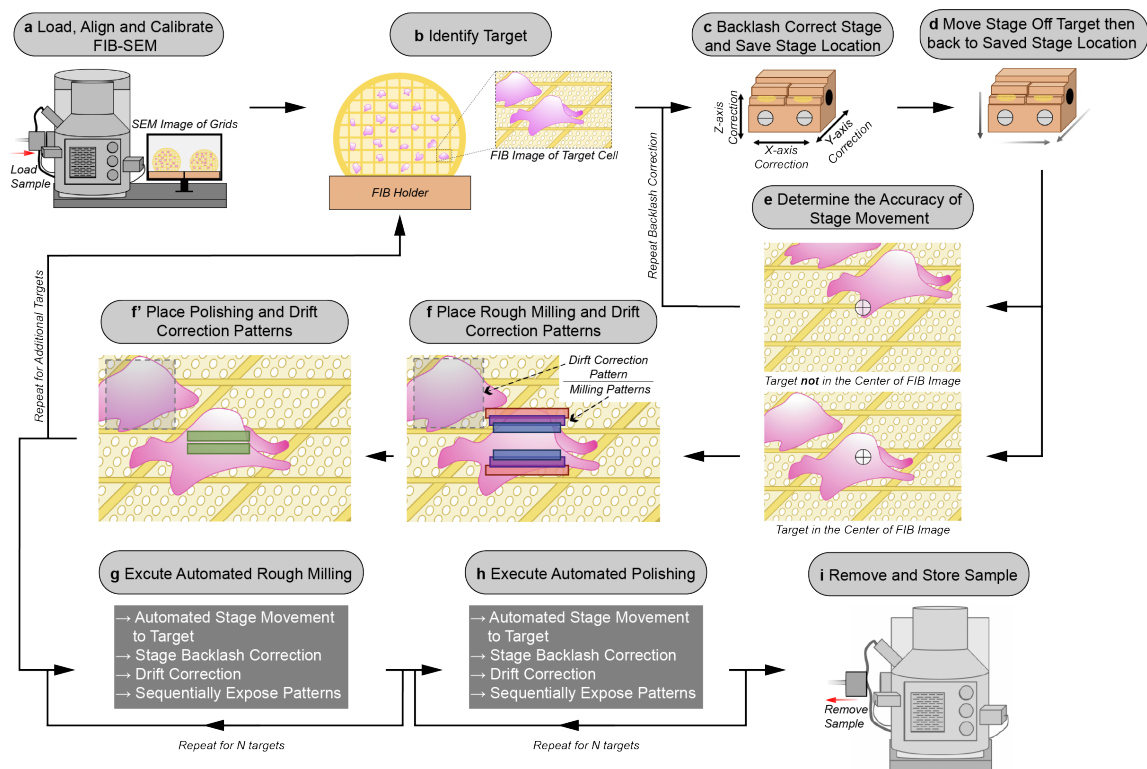 a Load, Align and Calibrate
FIB-SEM
SEM Image of Grids
Load
Sample
b Identify Target
FIB Image of Target Cell
FIB Holder
c Backlash Correct Stage
and Save Stage Location
Z-axis
Correction
X-axis
Correction
Y-axis
Correction
d Move Stage Off Target then
back to Saved Stage Location
Repeat Backlash Correction
e Determine the Accuracy of
Stage Movement
Target not in the Center of FIB Image
Target in the Center of FIB Image
f Place Rough Milling and Drift
Correction Patterns
Dirft Correction
Pattern
Milling Patterns
f' Place Polishing and Drift
Correction Patterns
Repeat for Additional Targets
g Excute Automated Rough Milling
→ Automated Stage Movement
to Target
→ Stage Backlash Correction
→ Drift Correction
→ Sequentially Expose Patterns
Repeat for N targets
h Execute Automated Polishing
→ Automated Stage Movement
to Target
→ Stage Backlash Correction
→ Drift Correction
→ Sequentially Expose Patterns
Repeat for N targets
i Remove and Store Sample
Remove
Sample